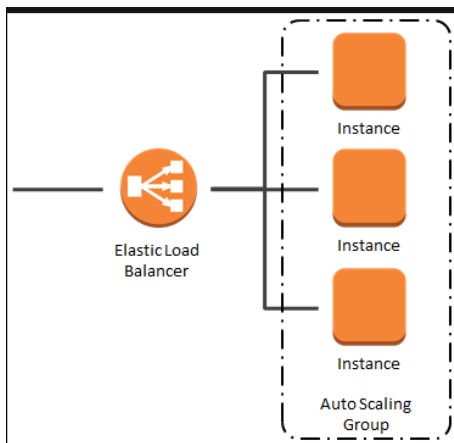 Instance
Elastic Load
Balancer
Instance
Instance
Auto Scaling
Group